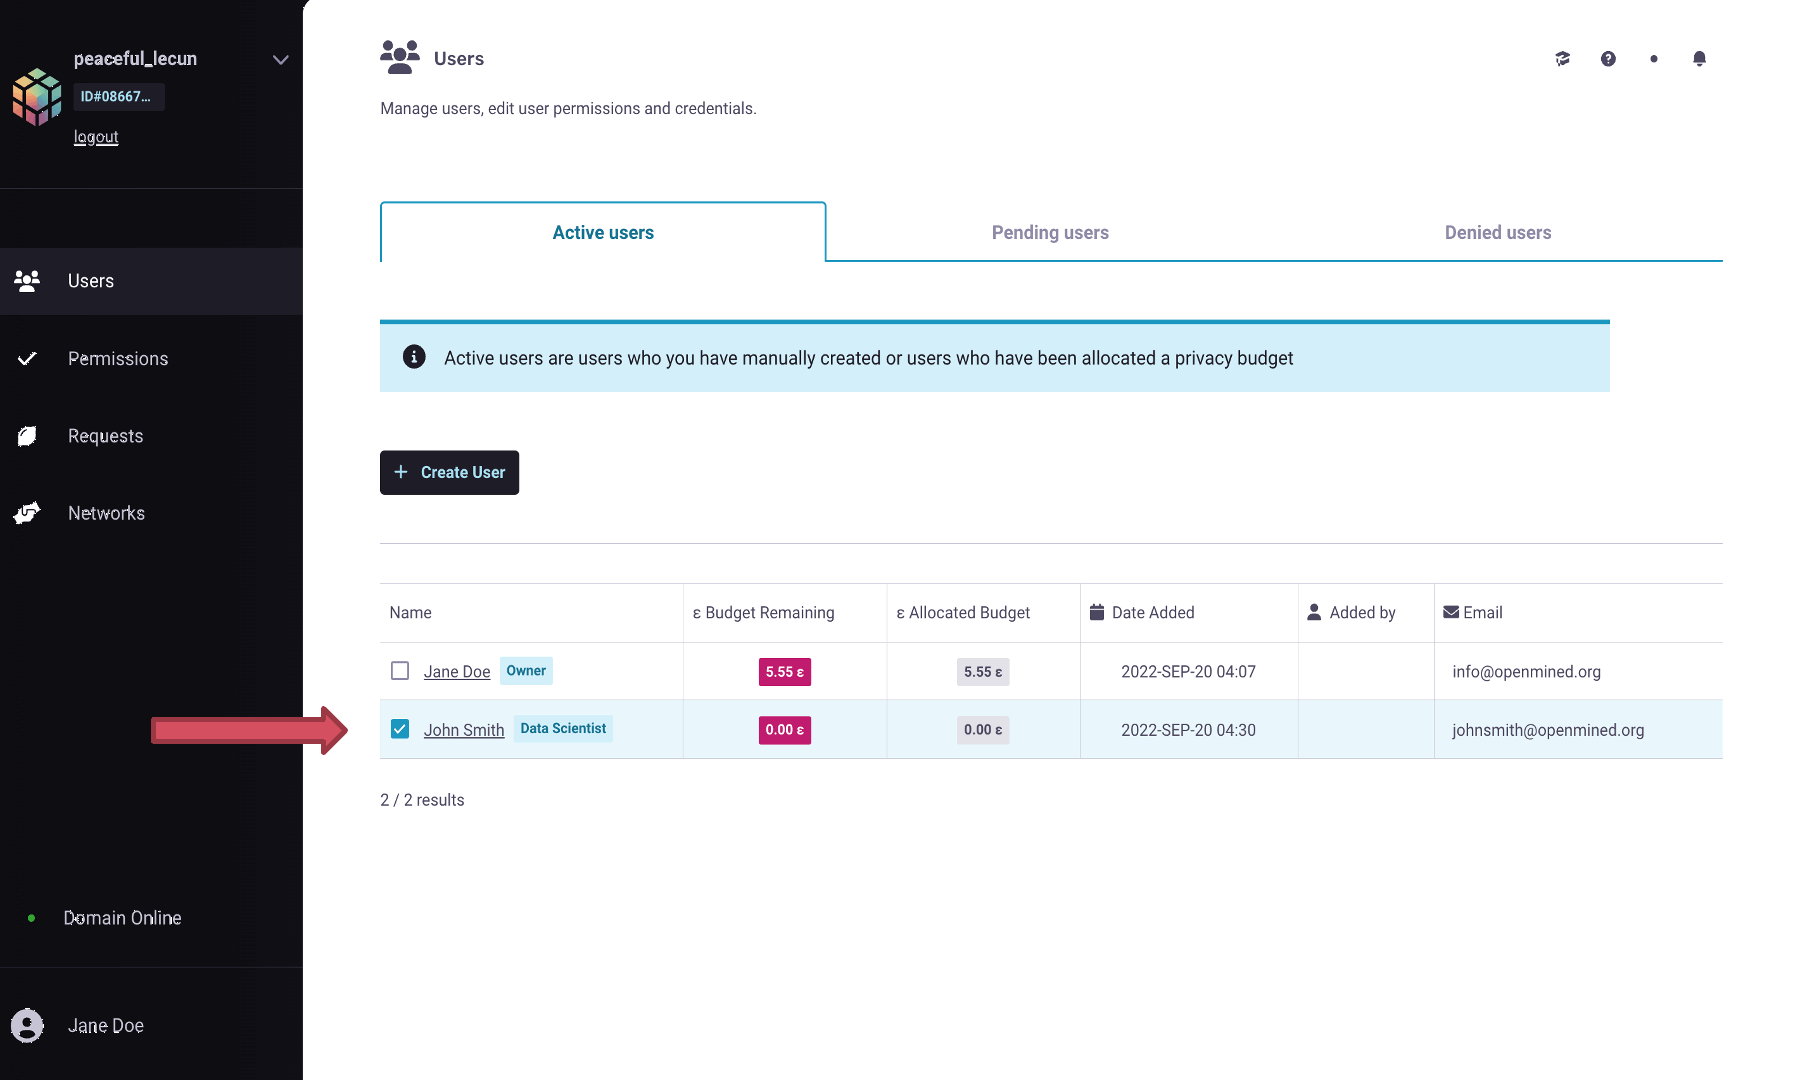 peaceful_lecun
ID#08667...
logout
Users
Permissions
Requests
Networks
Domain Online
Jane Doe
Users
Manage users, edit user permissions and credentials.
Active users
Pending users
Denied users
Active users are users who you have manually created or users who have been allocated a privacy budget
+ Create User
Name
ε Budget Remaining
ε Allocated Budget
Date Added
Added by
Email
Jane Doe Owner
5.55 ε
5.55 ε
2022-SEP-20 04:07
info@openmined.org
John Smith Data Scientist
0.00 ε
0.00 ε
2022-SEP-20 04:30
johnsmith@openmined.org
2 / 2 results